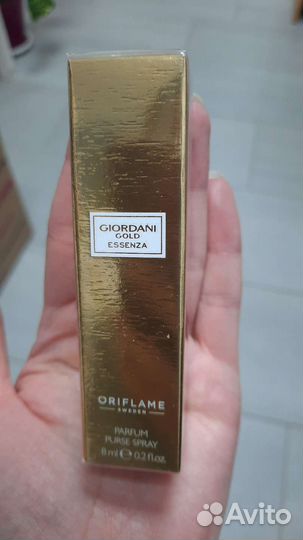 GIORDANI
GOLD
ESSENZA
ORIFLAME
SWEDEN
PARFUM
PURSE SPRAY
8 ml ℮ 0.2 fl.oz.
Avito